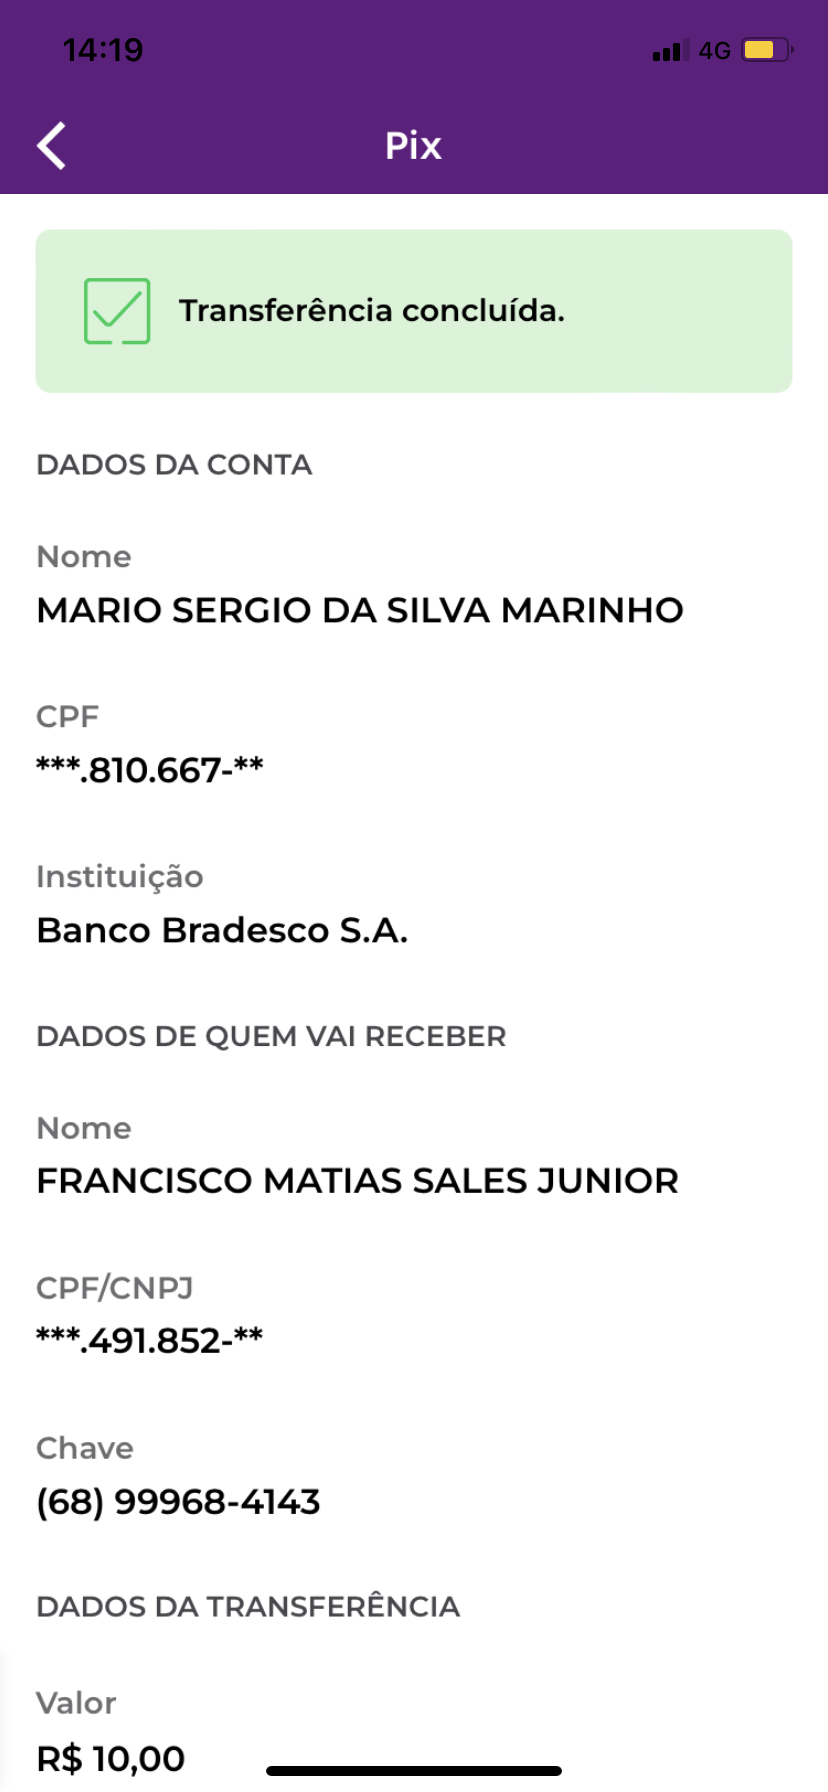 14:19
4G
Pix
Transferência concluída.
DADOS DA CONTA
Nome
MARIO SERGIO DA SILVA MARINHO
CPF
***.810.667-**
Instituição
Banco Bradesco S.A.
DADOS DE QUEM VAI RECEBER
Nome
FRANCISCO MATIAS SALES JUNIOR
CPF/CNPJ
***.491.852-**
Chave
(68) 99968-4143
DADOS DA TRANSFERÊNCIA
Valor
R$ 10,00